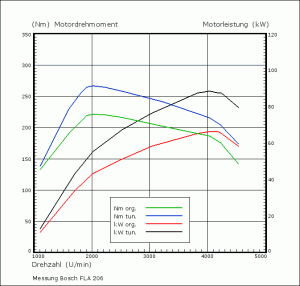 (Nm) Motordrehmoment Motorleistung (kW)
350 120
300 100
250 80
200
150 60
100 40
50 20
0 0
Nm org.
Nm tun.
kW org.
kW tun.
1000 2000 3000 4000 5000
Drehzahl (U/min)
Messung Bosch FLA 206